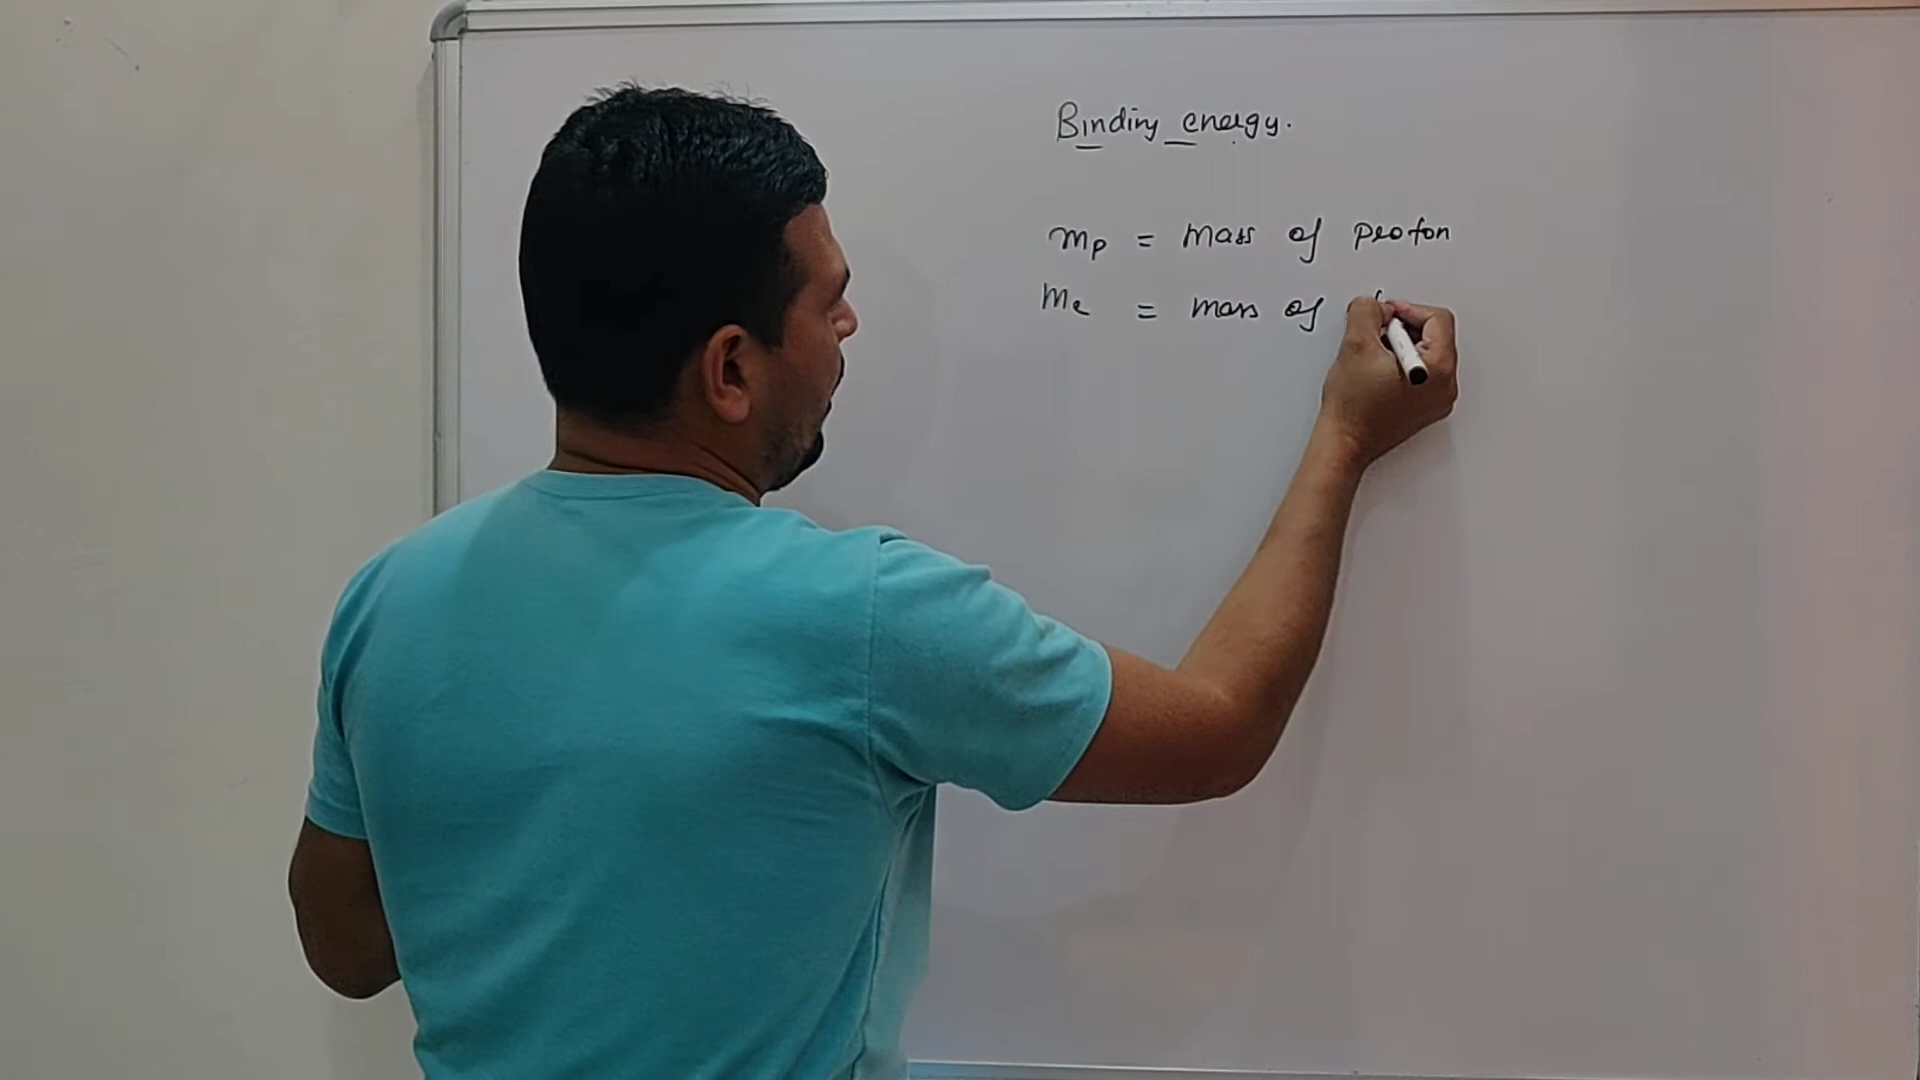 Binding energy.
mp = mass of proton
me = mass of